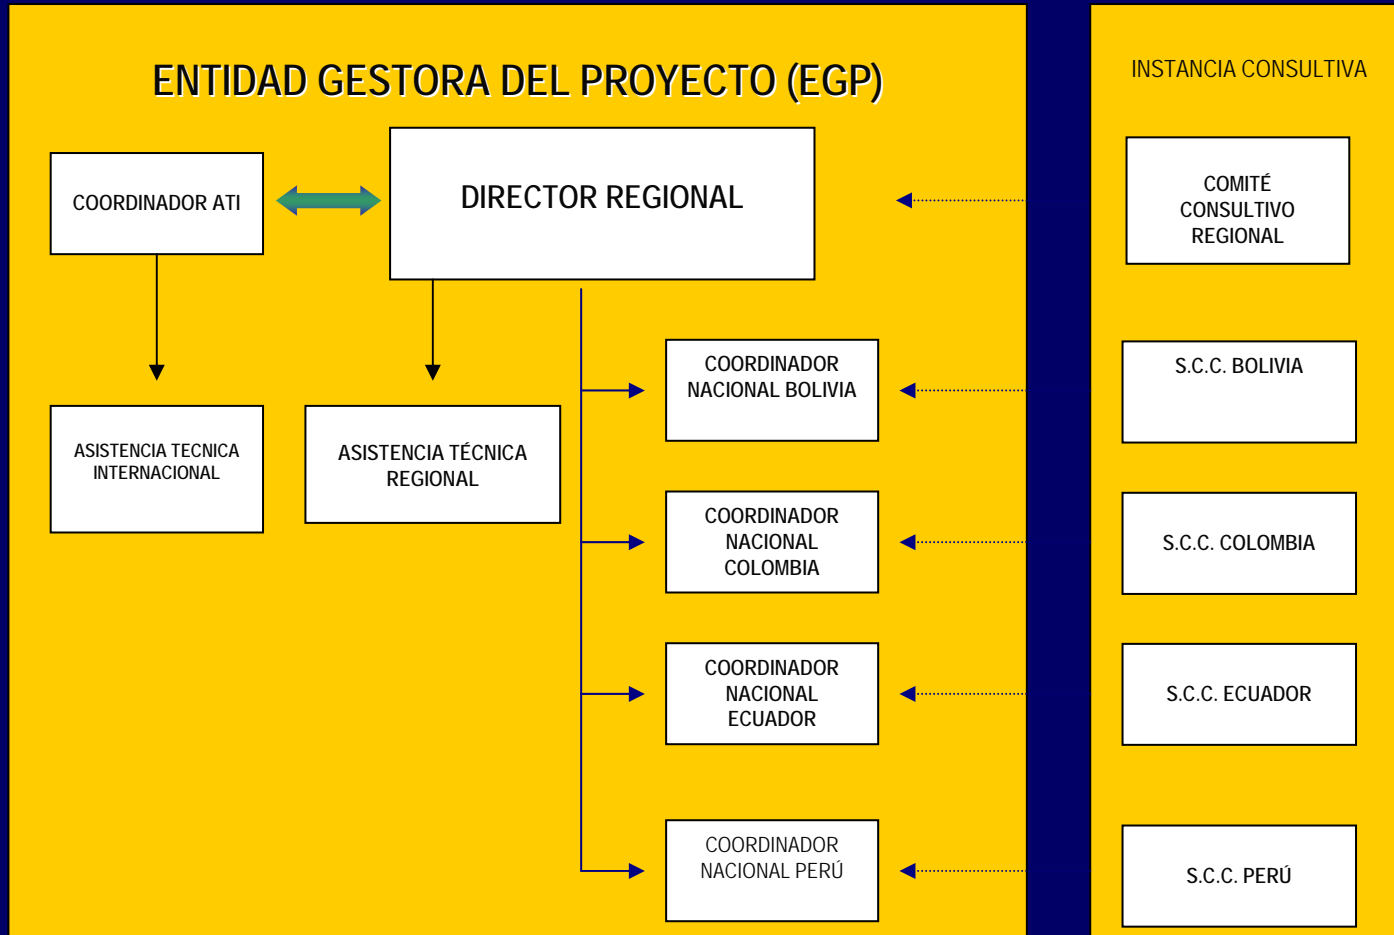 ENTIDAD GESTORA DEL PROYECTO (EGP)
INSTANCIA CONSULTIVA
COORDINADOR ATI
DIRECTOR REGIONAL
COMITÉ
CONSULTIVO
REGIONAL
ASISTENCIA TECNICA
INTERNACIONAL
ASISTENCIA TÉCNICA
REGIONAL
COORDINADOR
NACIONAL BOLIVIA
S.C.C. BOLIVIA
COORDINADOR
NACIONAL
COLOMBIA
S.C.C. COLOMBIA
COORDINADOR
NACIONAL
ECUADOR
S.C.C. ECUADOR
COORDINADOR
NACIONAL PERÚ
S.C.C. PERÚ